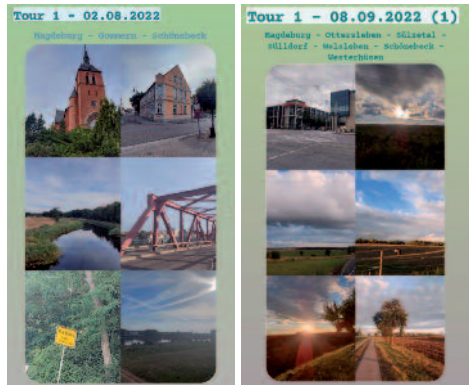 Tour 1 - 02.08.2022
Magdeburg - Gommern - Schönebeck
Tour 1 - 08.09.2022 (1)
Magdeburg - Ottersleben - Sülzetal -
Sülldorf - Welsleben - Schönebeck -
Westerhüsen